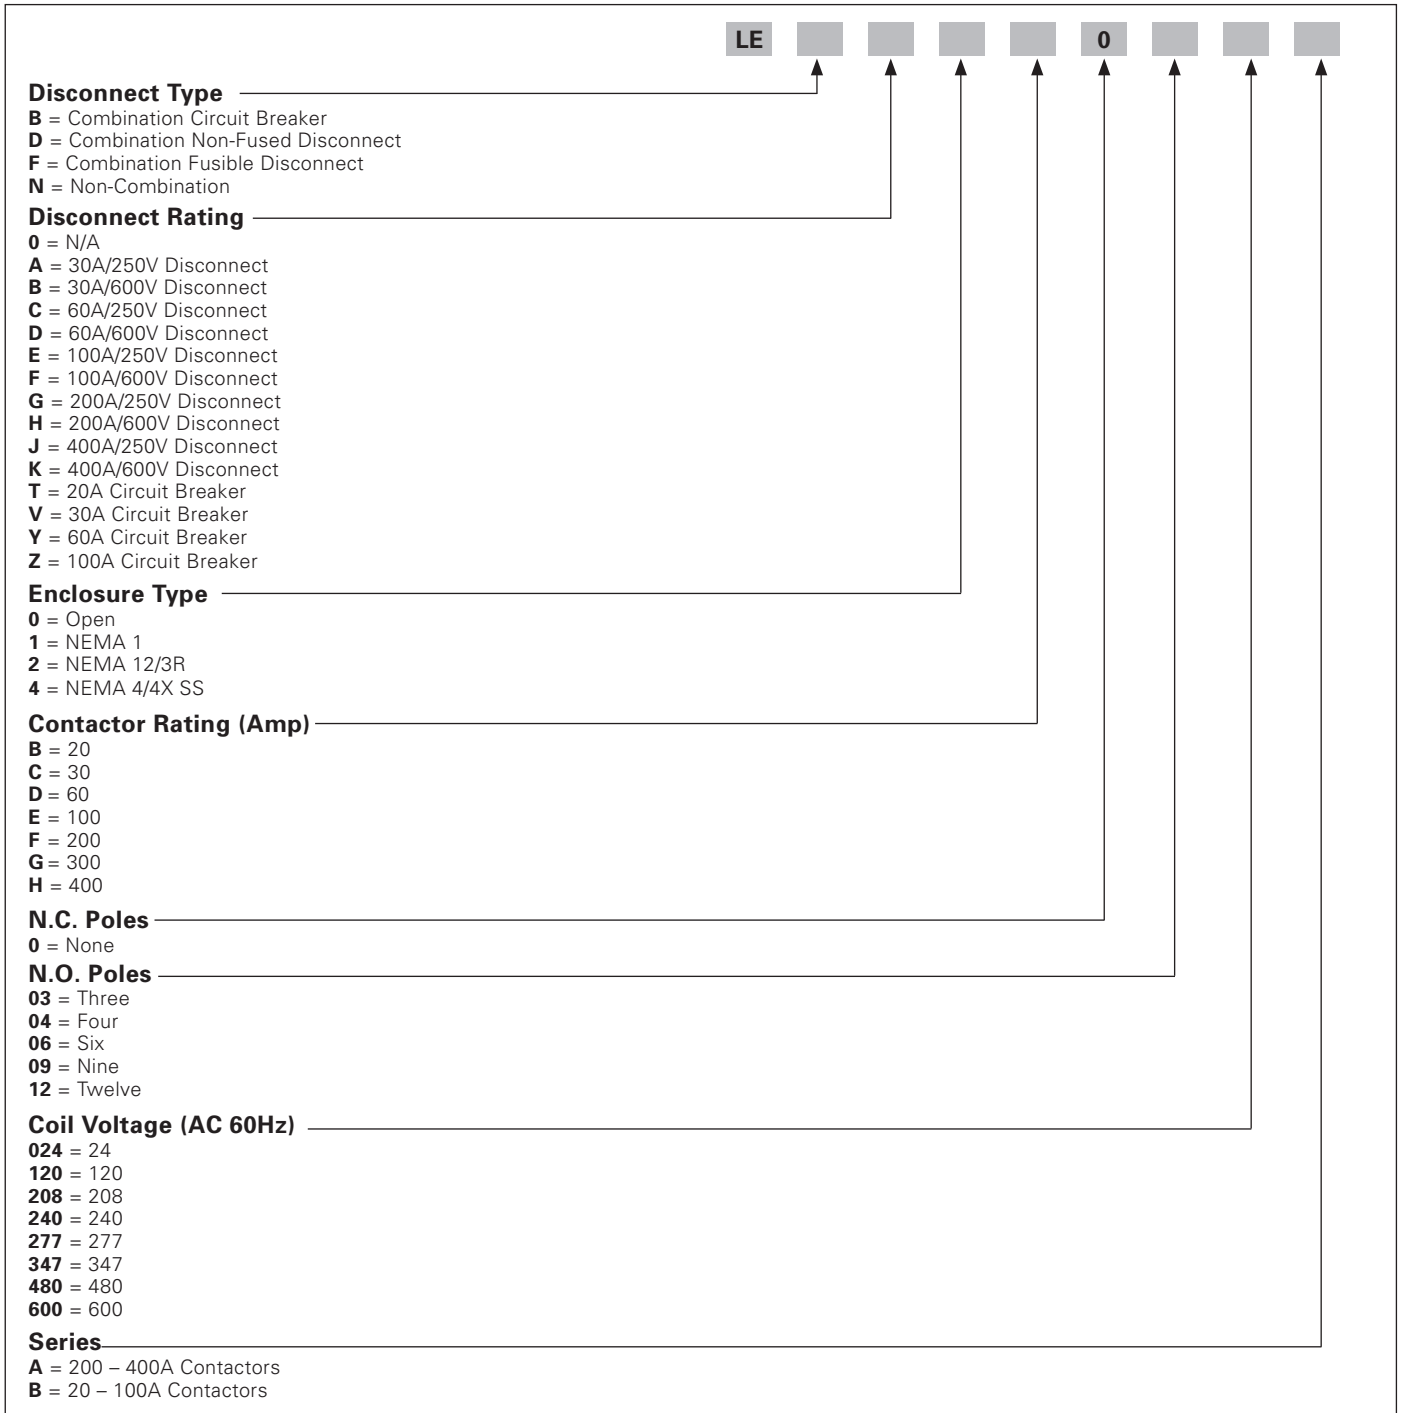 LE 0
Disconnect Type
B = Combination Circuit Breaker
D = Combination Non-Fused Disconnect
F = Combination Fusible Disconnect
N = Non-Combination
Disconnect Rating
0 = N/A
A = 30A/250V Disconnect
B = 30A/600V Disconnect
C = 60A/250V Disconnect
D = 60A/600V Disconnect
E = 100A/250V Disconnect
F = 100A/600V Disconnect
G = 200A/250V Disconnect
H = 200A/600V Disconnect
J = 400A/250V Disconnect
K = 400A/600V Disconnect
T = 20A Circuit Breaker
V = 30A Circuit Breaker
Y = 60A Circuit Breaker
Z = 100A Circuit Breaker
Enclosure Type
0 = Open
1 = NEMA 1
2 = NEMA 12/3R
4 = NEMA 4/4X SS
Contactor Rating (Amp)
B = 20
C = 30
D = 60
E = 100
F = 200
G = 300
H = 400
N.C. Poles
0 = None
N.O. Poles
03 = Three
04 = Four
06 = Six
09 = Nine
12 = Twelve
Coil Voltage (AC 60Hz)
024 = 24
120 = 120
208 = 208
240 = 240
277 = 277
347 = 347
480 = 480
600 = 600
Series
A = 200 – 400A Contactors
B = 20 – 100A Contactors